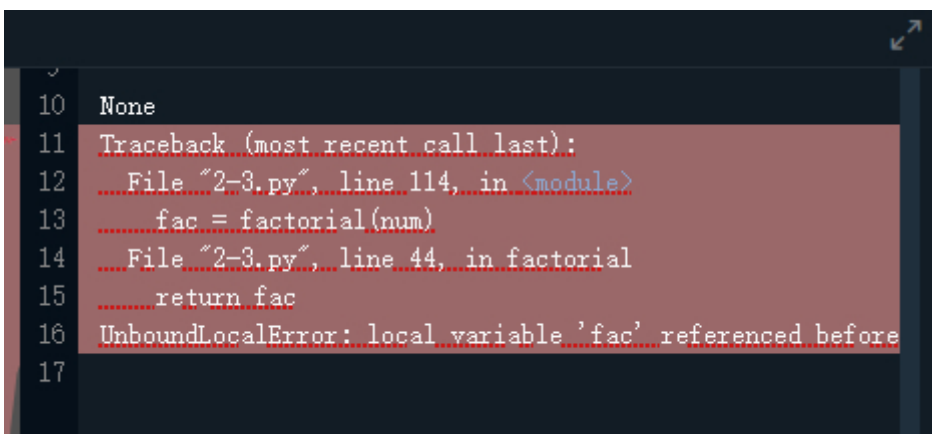 10 None
11 Traceback (most recent call last):
12 File "2-3.py", line 114, in <module>
13 fac = factorial(num)
14 File "2-3.py", line 44, in factorial
15 return fac
16 UnboundLocalError: local variable 'fac' referenced before
17